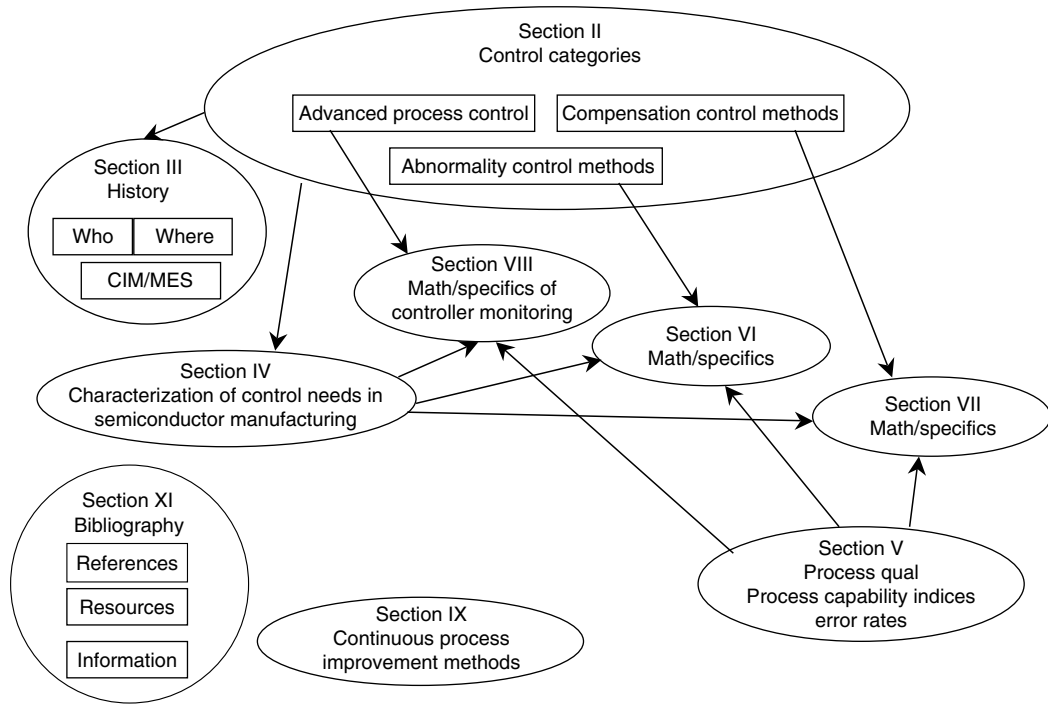 Section II
Control categories
Advanced process control
Compensation control methods
Abnormality control methods
Section III
History
Who
Where
CIM/MES
Section VIII
Math/specifics of
controller monitoring
Section VI
Math/specifics
Section IV
Characterization of control needs in
semiconductor manufacturing
Section VII
Math/specifics
Section XI
Bibliography
References
Resources
Information
Section IX
Continuous process
improvement methods
Section V
Process qual
Process capability indices
error rates